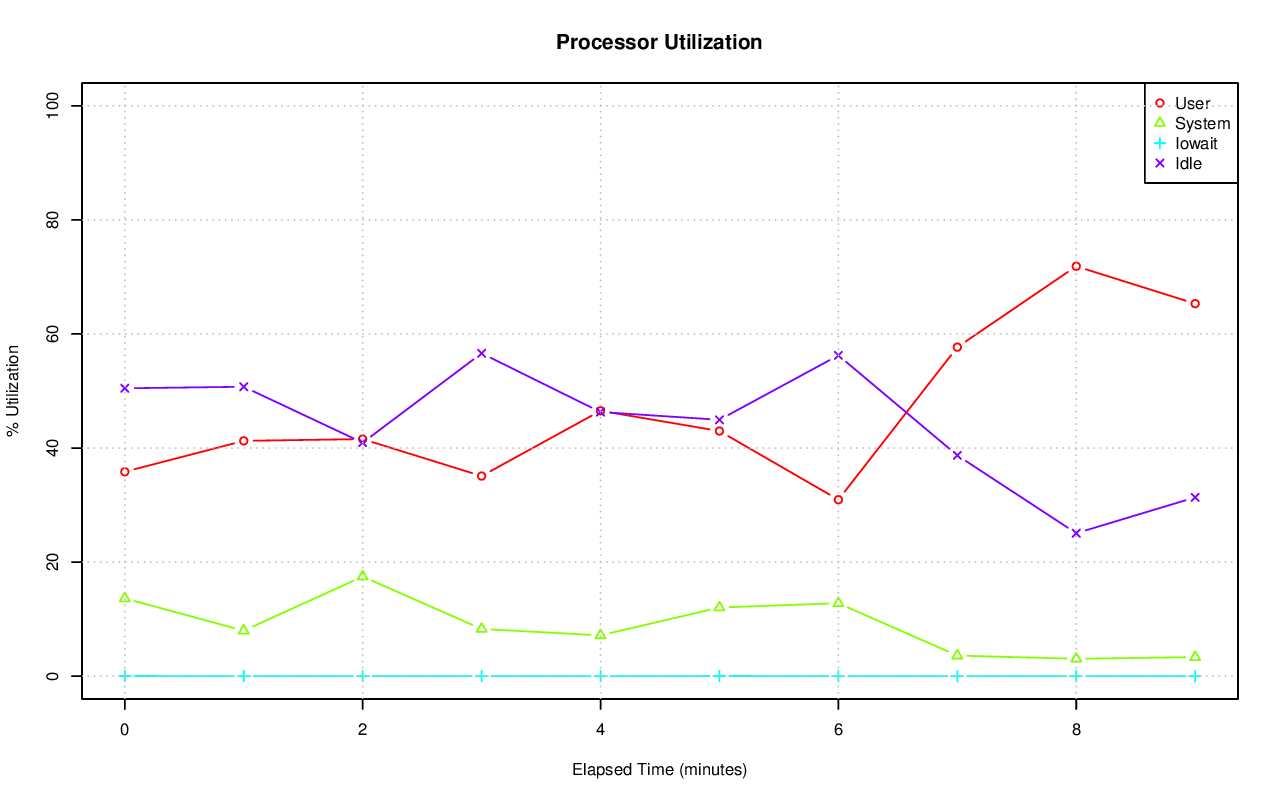 Processor Utilization
User
System
Iowait
Idle
100
80
60
40
20
0
% Utilization
0 2 4 6 8
Elapsed Time (minutes)